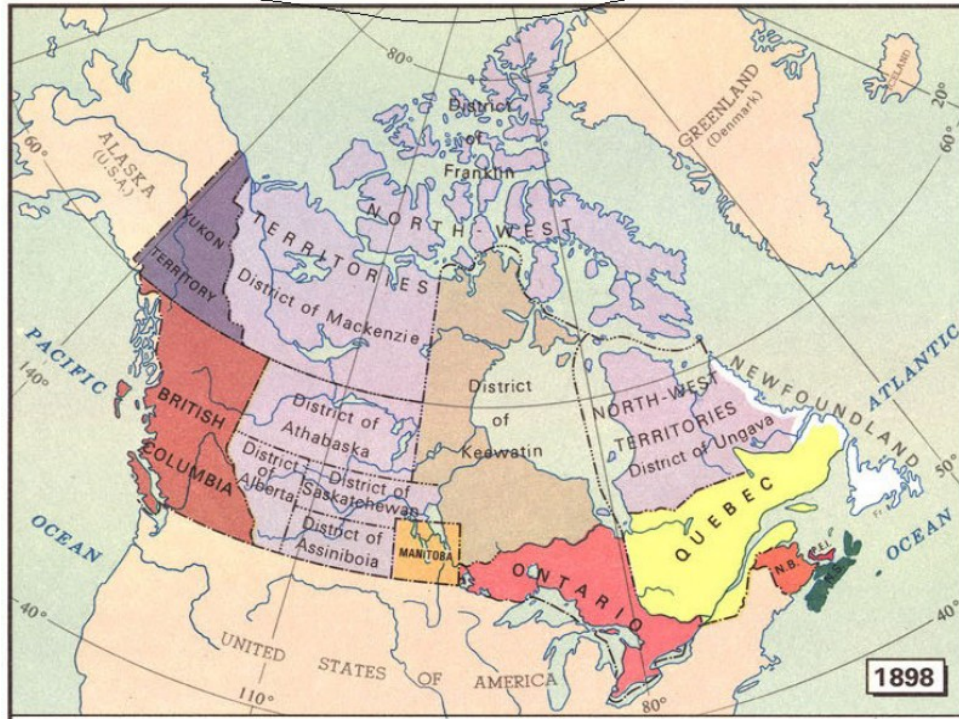 80°
District
of
Franklin
GREENLAND
(Denmark)
ICELAND
20°
60°
60°
ALASKA
(U.S.A.)
YUKON
TERRITORY
NORTH-WEST
TERRITORIES
District of Mackenzie
PACIFIC
OCEAN
140°
BRITISH
COLUMBIA
District of
Athabaska
District
of
Alberta
District of
Saskatchewan
District of
Assiniboia
MANITOBA
District
of
Keewatin
NORTH-WEST
TERRITORIES
District of Ungava
NEWFOUNDLAND
ATLANTIC
OCEAN
50°
QUEBEC
ONTARIO
N.B.
P.E.I.
N.S.
40°
40°
UNITED STATES OF AMERICA
110°
80°
1898